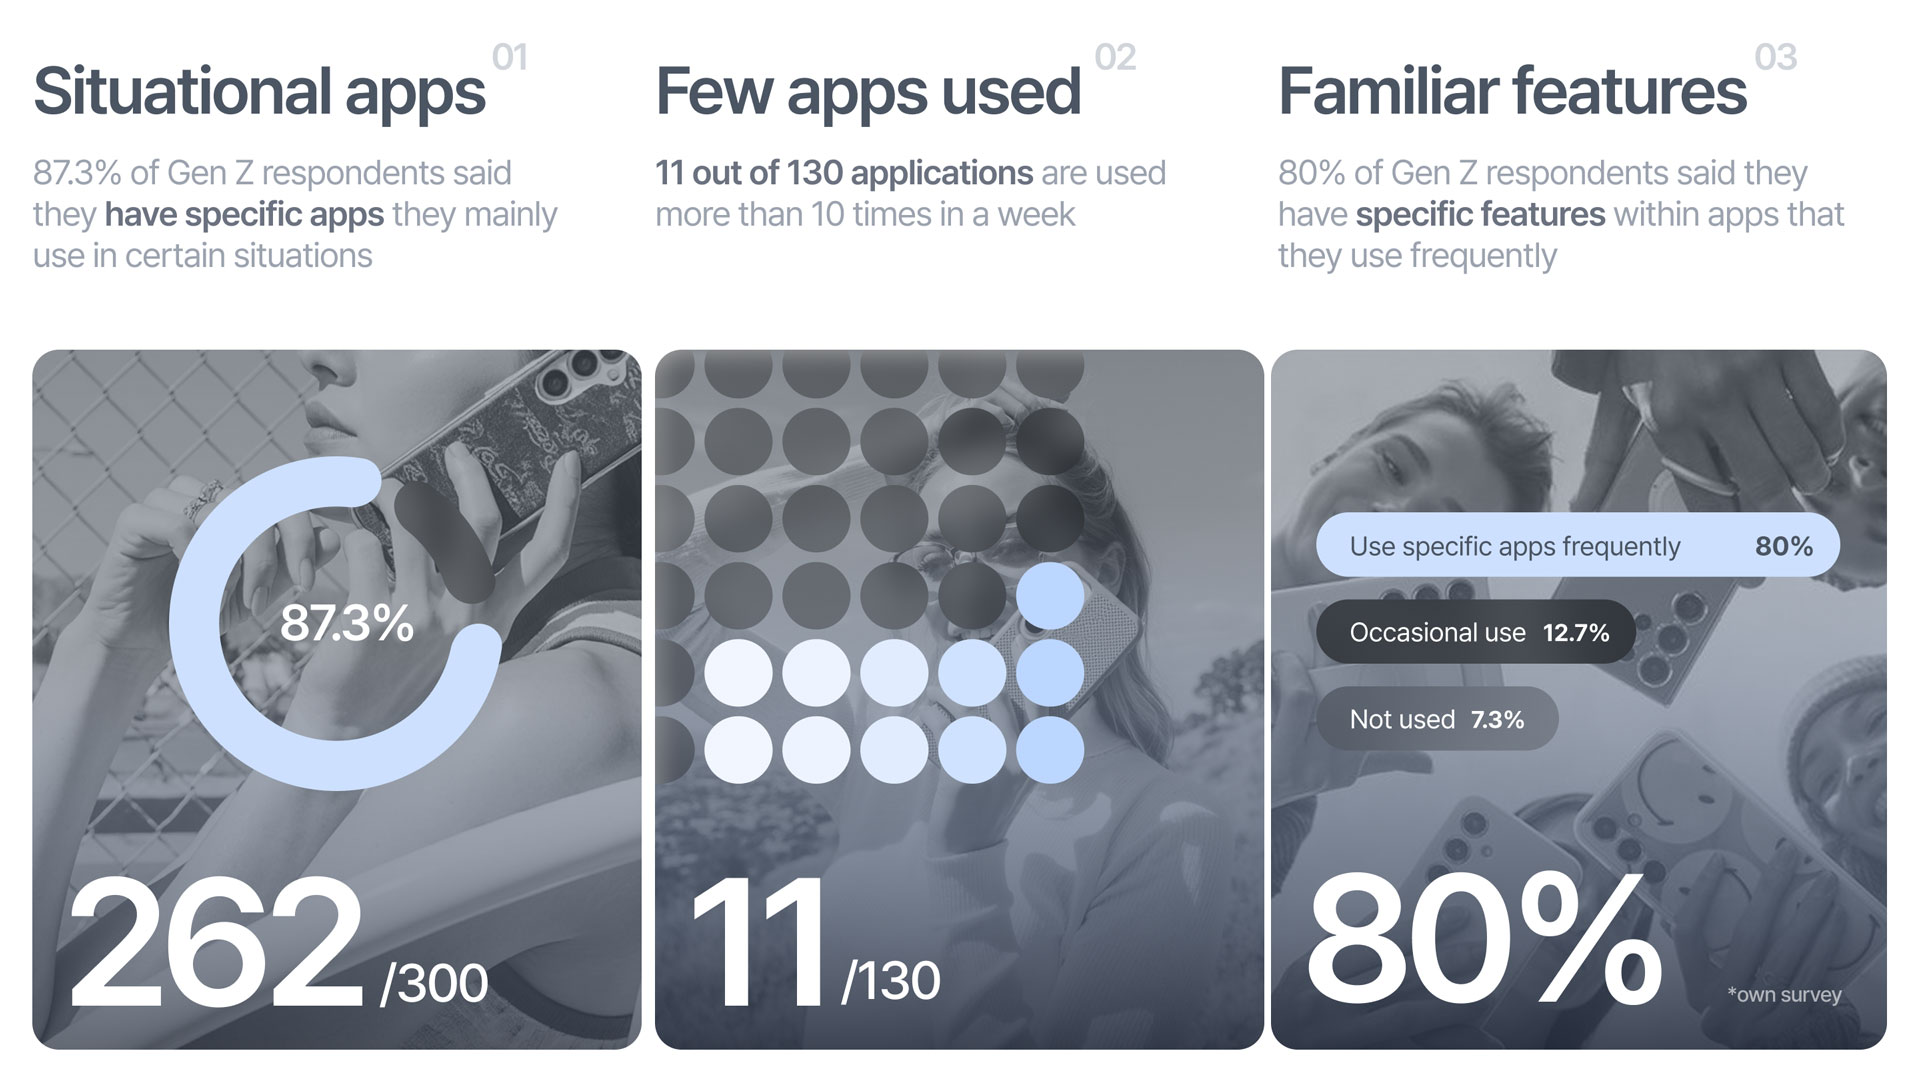 Situational apps 01
87.3% of Gen Z respondents said
they have specific apps they mainly
use in certain situations
87.3%
262 /300
Few apps used 02
11 out of 130 applications are used
more than 10 times in a week
11 /130
Familiar features 03
80% of Gen Z respondents said they
have specific features within apps that
they use frequently
Use specific apps frequently 80%
Occasional use 12.7%
Not used 7.3%
80%
*own survey